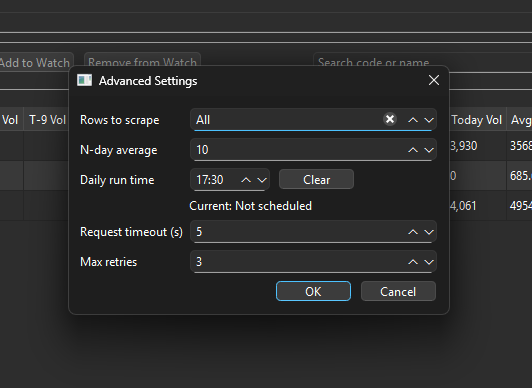 Add to Watch Remove from Watch Search code or name
Advanced Settings
Vol T-9 Vol Today Vol Avg
Rows to scrape All
3,930 3568
N-day average 10
0 685.
Daily run time 17:30 Clear
Current: Not scheduled
4,061 4954
Request timeout (s) 5
Max retries 3
OK Cancel